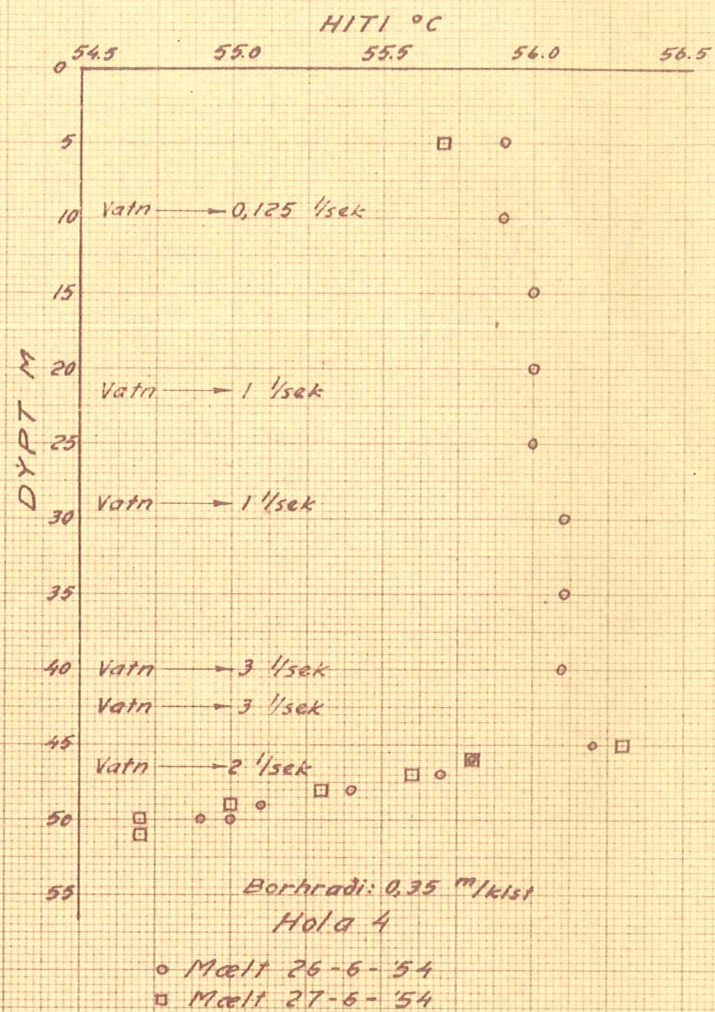 HITI °C
54.5 55.0 55.5 56.0 56.5
0
5
10 Vatn → 0,125 l/sek
15
DÝPT M
20
Vatn → 1 l/sek
25
Vatn → 1 l/sek
30
35
40 Vatn → 3 l/sek
Vatn → 3 l/sek
45
Vatn → 2 l/sek
50
55
Borhraði: 0,35 m/klst
Hola 4
o Mælt 26-6-'54
□ Mælt 27-6-'54